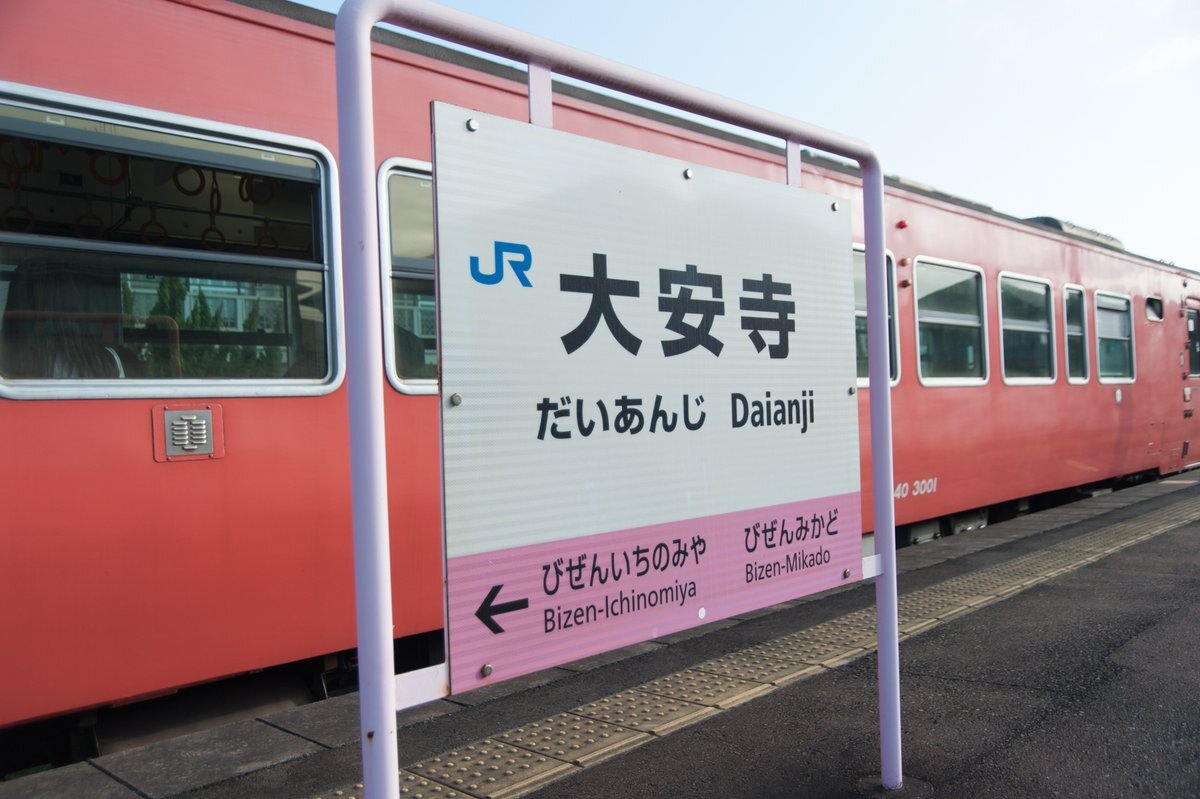 JR
大安寺
だいあんじ Daianji
← びぜんいちのみや
Bizen-Ichinomiya
びぜんみかど
Bizen-Mikado
40 3001